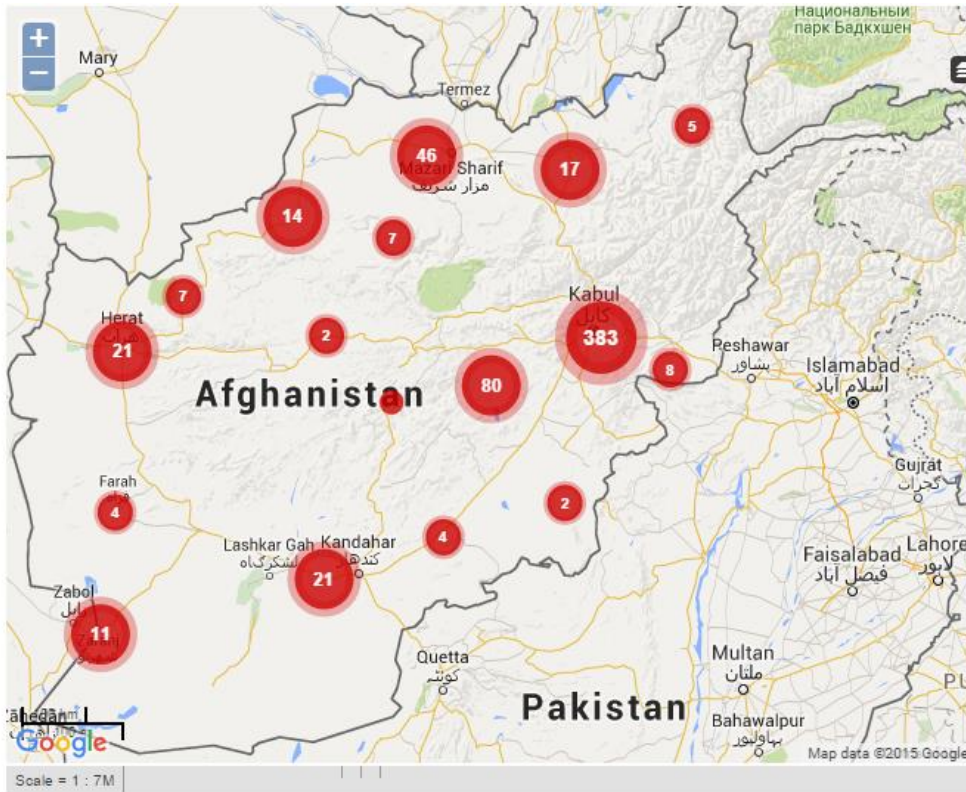 Национальный
парк Бадкхшен
+
−
Mary
Termez
5
46
17
Mazari Sharif
مزار شریف
14
7
7
Kabul
کابل
383
Herat
هرات
21
2
80
8
Peshawar
پشاور
Islamabad
اسلام آباد
Afghanistan
Gujrat
گجرات
Farah
4
2
4
Lashkar Gah
لشکرگاه
Kandahar
21
Faisalabad
فیصل آباد
Lahore
لاہور
Zabol
زابل
11
Zaranj
Quetta
کوئٹہ
Multan
ملتان
Pakistan
Bahawalpur
بہاولپور
Google
Map data ©2015 Google
Scale = 1 : 7M